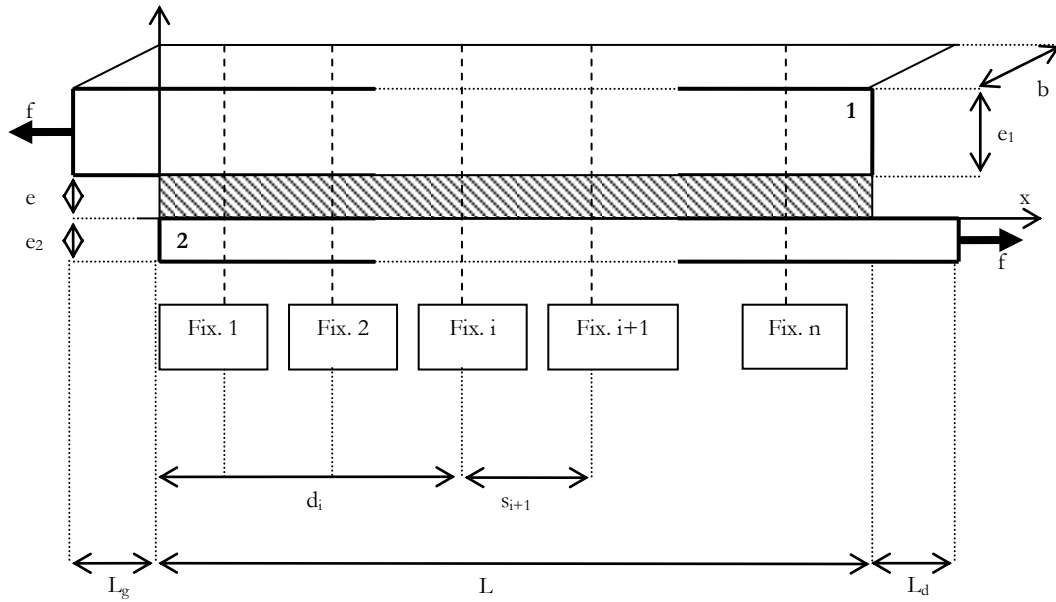 b
f
1
e1
e
x
e2
2
f
Fix. 1
Fix. 2
Fix. i
Fix. i+1
Fix. n
di
si+1
Lg
L
Ld